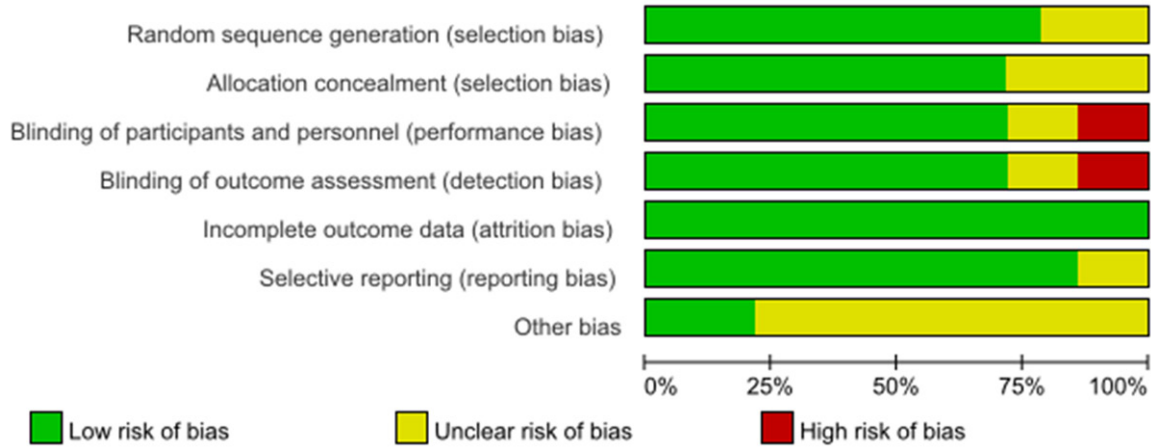 Random sequence generation (selection bias)
Allocation concealment (selection bias)
Blinding of participants and personnel (performance bias)
Blinding of outcome assessment (detection bias)
Incomplete outcome data (attrition bias)
Selective reporting (reporting bias)
Other bias
0% 25% 50% 75% 100%
Low risk of bias Unclear risk of bias High risk of bias